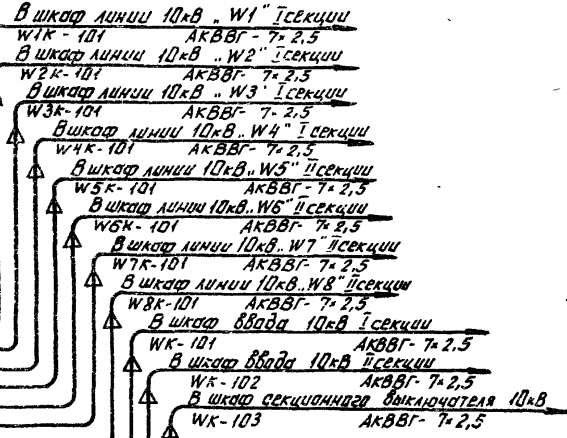 В шкаф линии 10кВ „W1" I секции
W1К-101 АКВВГ- 7×2,5
В шкаф линии 10кВ „W2" I секции
W2К-101 АКВВГ- 7×2,5
В шкаф линии 10кВ „W3" I секции
W3К-101 АКВВГ 7×2,5
В шкаф линии 10кВ „W4" I секции
W4К-101 АКВВГ- 7×2,5
В шкаф линии 10кВ „W5" II секции
W5К-101 АКВВГ- 7×2,5
В шкаф линии 10кВ „W6" II секции
W6К-101 АКВВГ- 7×2,5
В шкаф линии 10кВ „W7" II секции
W7К-101 АКВВГ- 7×2,5
В шкаф линии 10кВ „W8" II секции
W8К-101 АКВВГ- 7×2,5
В шкаф ввода 10кВ I секции
WК-101 АКВВГ- 7×2,5
В шкаф ввода 10кВ II секции
WК-102 АКВВГ- 7×2,5
В шкаф секционного выключателя 10кВ
WК-103 АКВВГ- 7×2,5